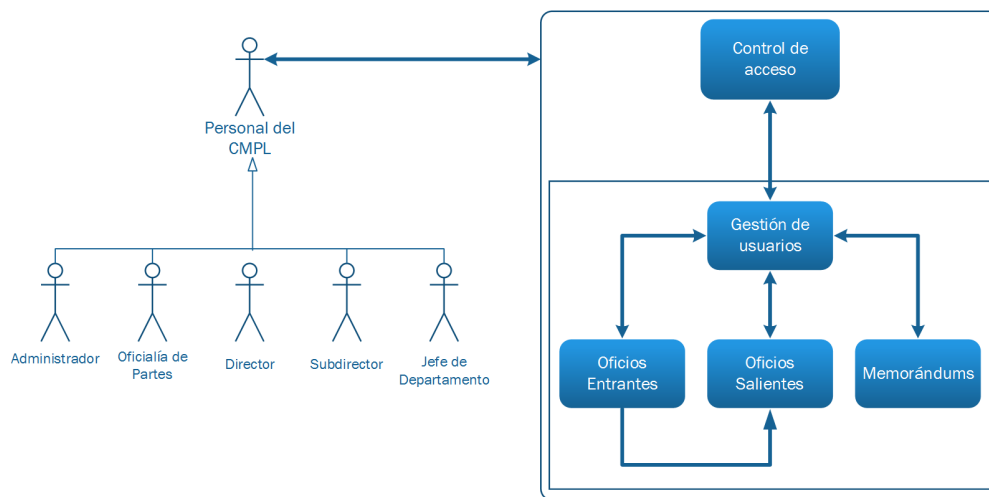 Control de
acceso
Personal del
CMPL
Gestión de
usuarios
Administrador
Oficialía de
Partes
Director
Subdirector
Jefe de
Departamento
Oficios
Entrantes
Oficios
Salientes
Memorándums